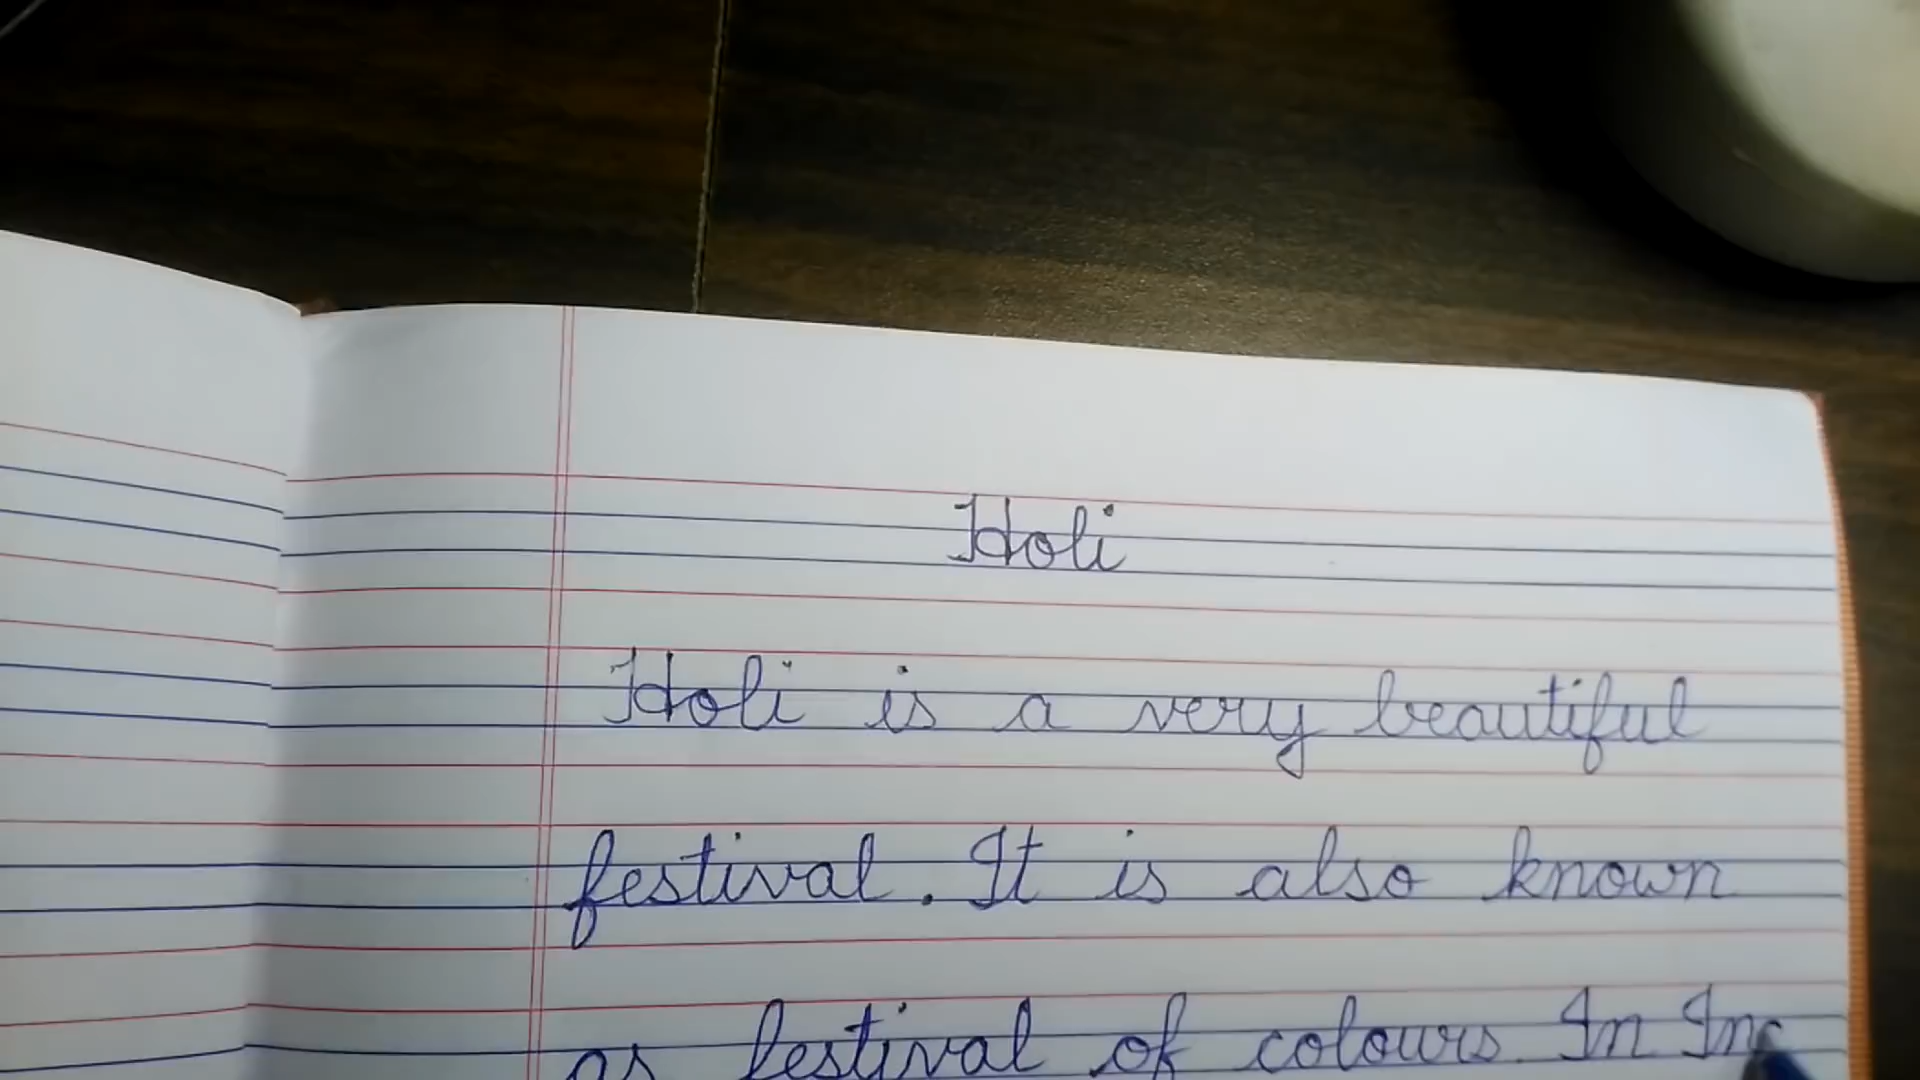 Holi
Holi is a very beautiful
festival. It is also known
as festival of colours. In